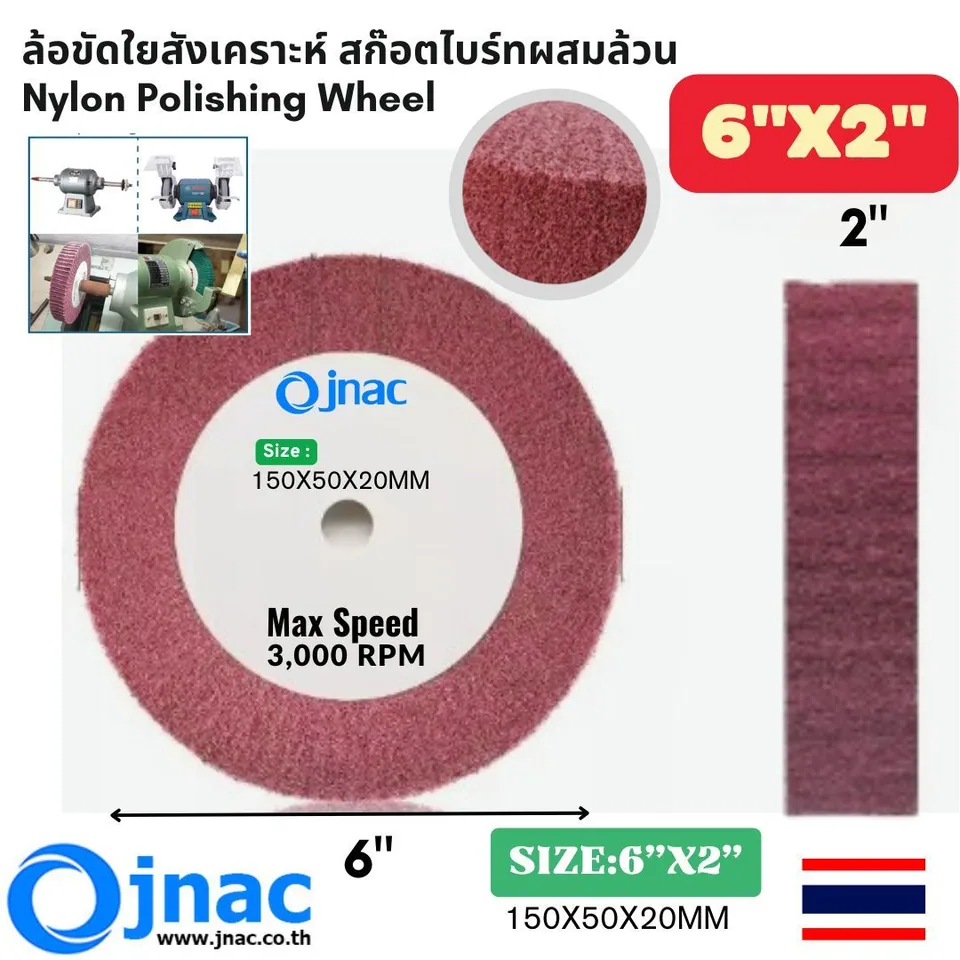 ล้อขัดใยสังเคราะห์ สก๊อตไบร์ทผสมล้วน
Nylon Polishing Wheel
6"X2"
2"
jnac
Size :
150X50X20MM
Max Speed
3,000 RPM
6"
SIZE:6”X2”
150X50X20MM
jnac
www.jnac.co.th